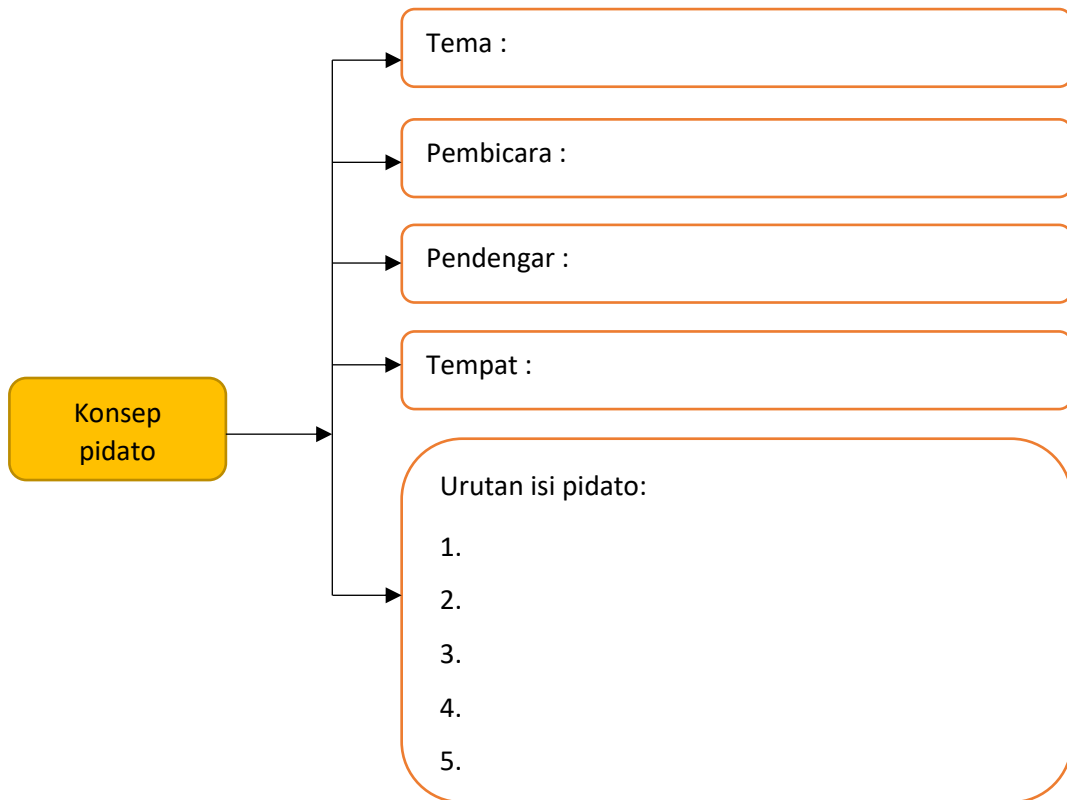 Tema :
Pembicara :
Pendengar :
Tempat :
Konsep
pidato
Urutan isi pidato:
1.
2.
3.
4.
5.